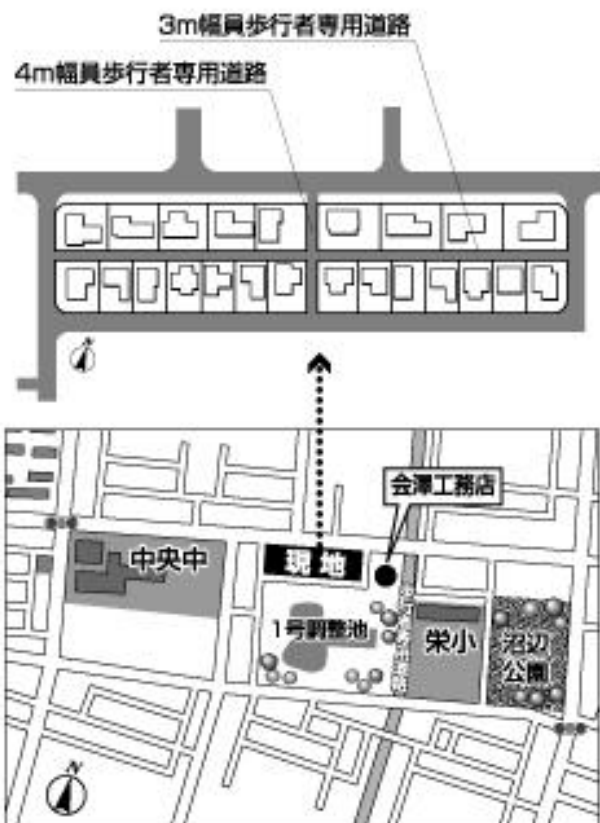 3m幅員歩行者専用道路
4m幅員歩行者専用道路
N
会澤工務店
中央中
現地
1号調整池
栄小
沼辺
公園
N